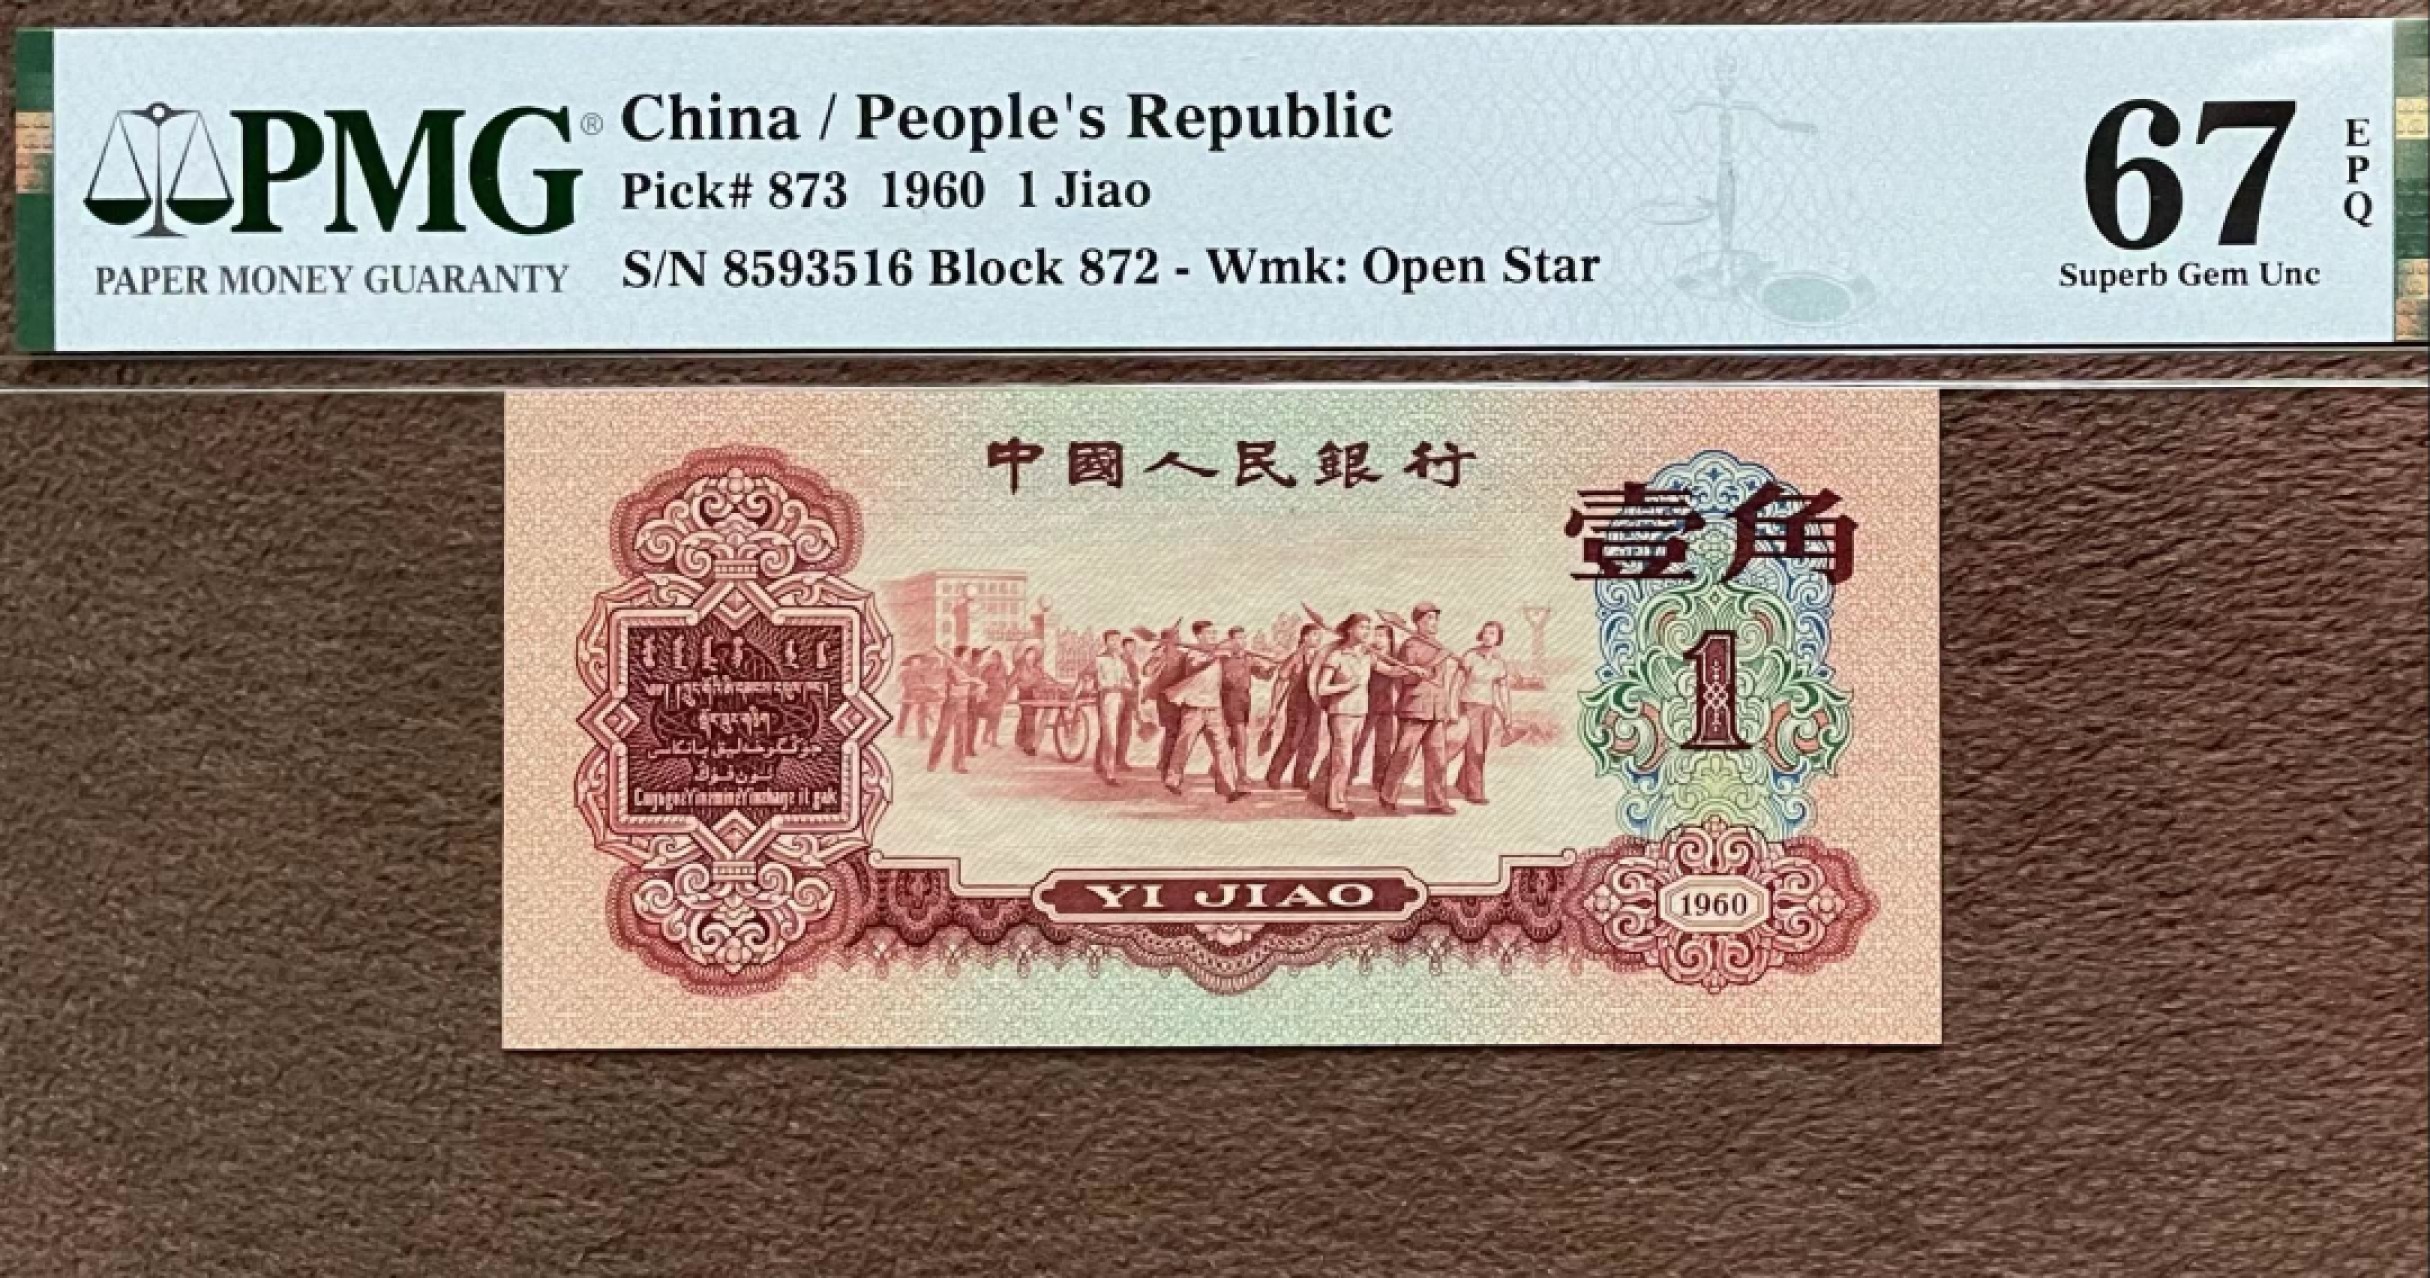 PMG®
PAPER MONEY GUARANTY
China / People's Republic
Pick# 873 1960 1 Jiao
S/N 8593516 Block 872 - Wmk: Open Star
67
EPQ
Superb Gem Unc
中國人民銀行
壹角
1
YI JIAO
1960